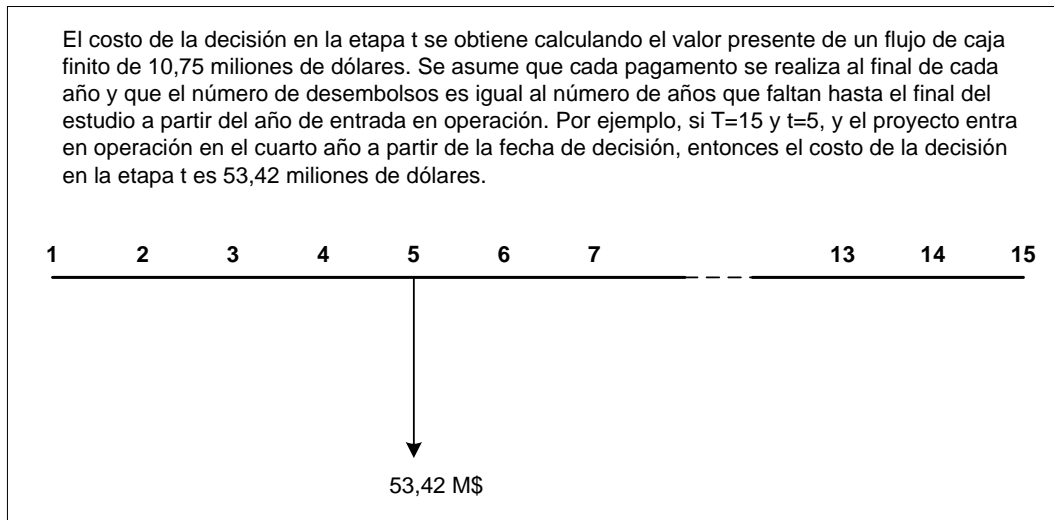 El costo de la decisión en la etapa t se obtiene calculando el valor presente de un flujo de caja
finito de 10,75 miliones de dólares. Se asume que cada pagamento se realiza al final de cada
año y que el número de desembolsos es igual al número de años que faltan hasta el final del
estudio a partir del año de entrada en operación. Por ejemplo, si T=15 y t=5, y el proyecto entra
en operación en el cuarto año a partir de la fecha de decisión, entonces el costo de la decisión
en la etapa t es 53,42 miliones de dólares.
1 2 3 4 5 6 7 13 14 15
53,42 M$